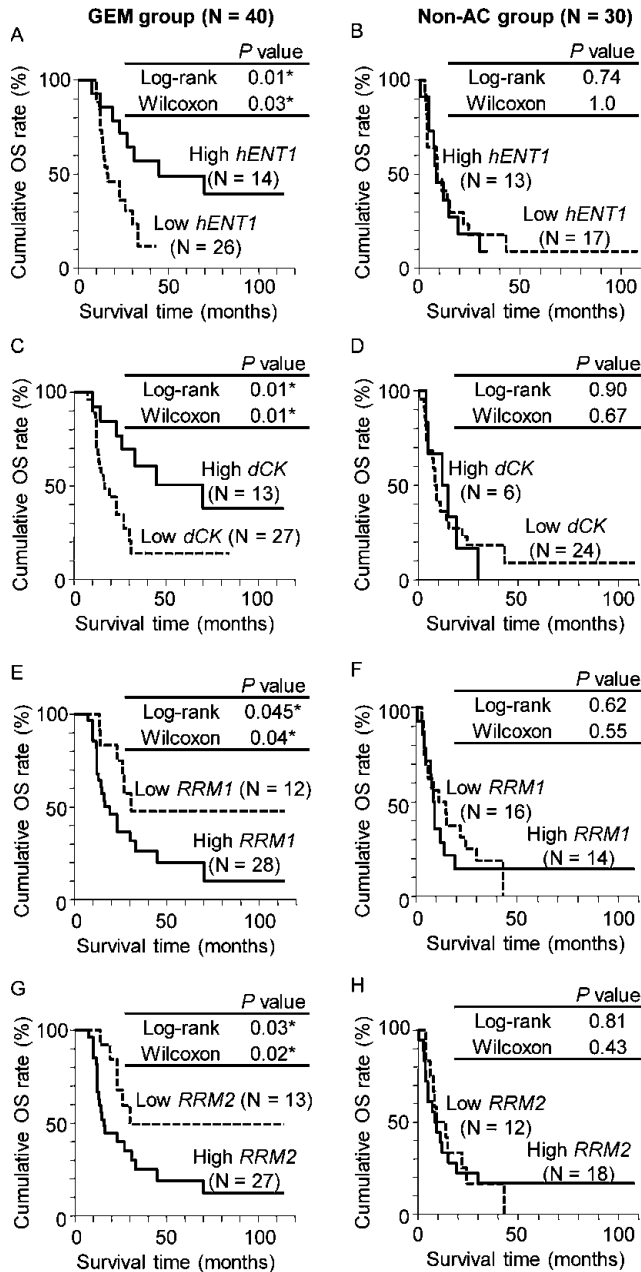 GEM group (N = 40)
Non-AC group (N = 30)
A
P value
Log-rank 0.01*
Wilcoxon 0.03*
Cumulative OS rate (%)
100
50
0
High hENT1
(N = 14)
Low hENT1
(N = 26)
0 50 100
Survival time (months)
B
P value
Log-rank 0.74
Wilcoxon 1.0
Cumulative OS rate (%)
100
50
0
High hENT1
(N = 13)
Low hENT1
(N = 17)
0 50 100
Survival time (months)
C
P value
Log-rank 0.01*
Wilcoxon 0.01*
Cumulative OS rate (%)
100
50
0
High dCK
(N = 13)
Low dCK (N = 27)
0 50 100
Survival time (months)
D
P value
Log-rank 0.90
Wilcoxon 0.67
Cumulative OS rate (%)
100
50
0
High dCK
(N = 6)
Low dCK
(N = 24)
0 50 100
Survival time (months)
E
P value
Log-rank 0.045*
Wilcoxon 0.04*
Cumulative OS rate (%)
100
50
0
Low RRM1 (N = 12)
High RRM1
(N = 28)
0 50 100
Survival time (months)
F
P value
Log-rank 0.62
Wilcoxon 0.55
Cumulative OS rate (%)
100
50
0
Low RRM1
(N = 16)
High RRM1
(N = 14)
0 50 100
Survival time (months)
G
P value
Log-rank 0.03*
Wilcoxon 0.02*
Cumulative OS rate (%)
100
50
0
Low RRM2 (N = 13)
High RRM2
(N = 27)
0 50 100
Survival time (months)
H
P value
Log-rank 0.81
Wilcoxon 0.43
Cumulative OS rate (%)
100
50
0
Low RRM2
(N = 12)
High RRM2
(N = 18)
0 50 100
Survival time (months)